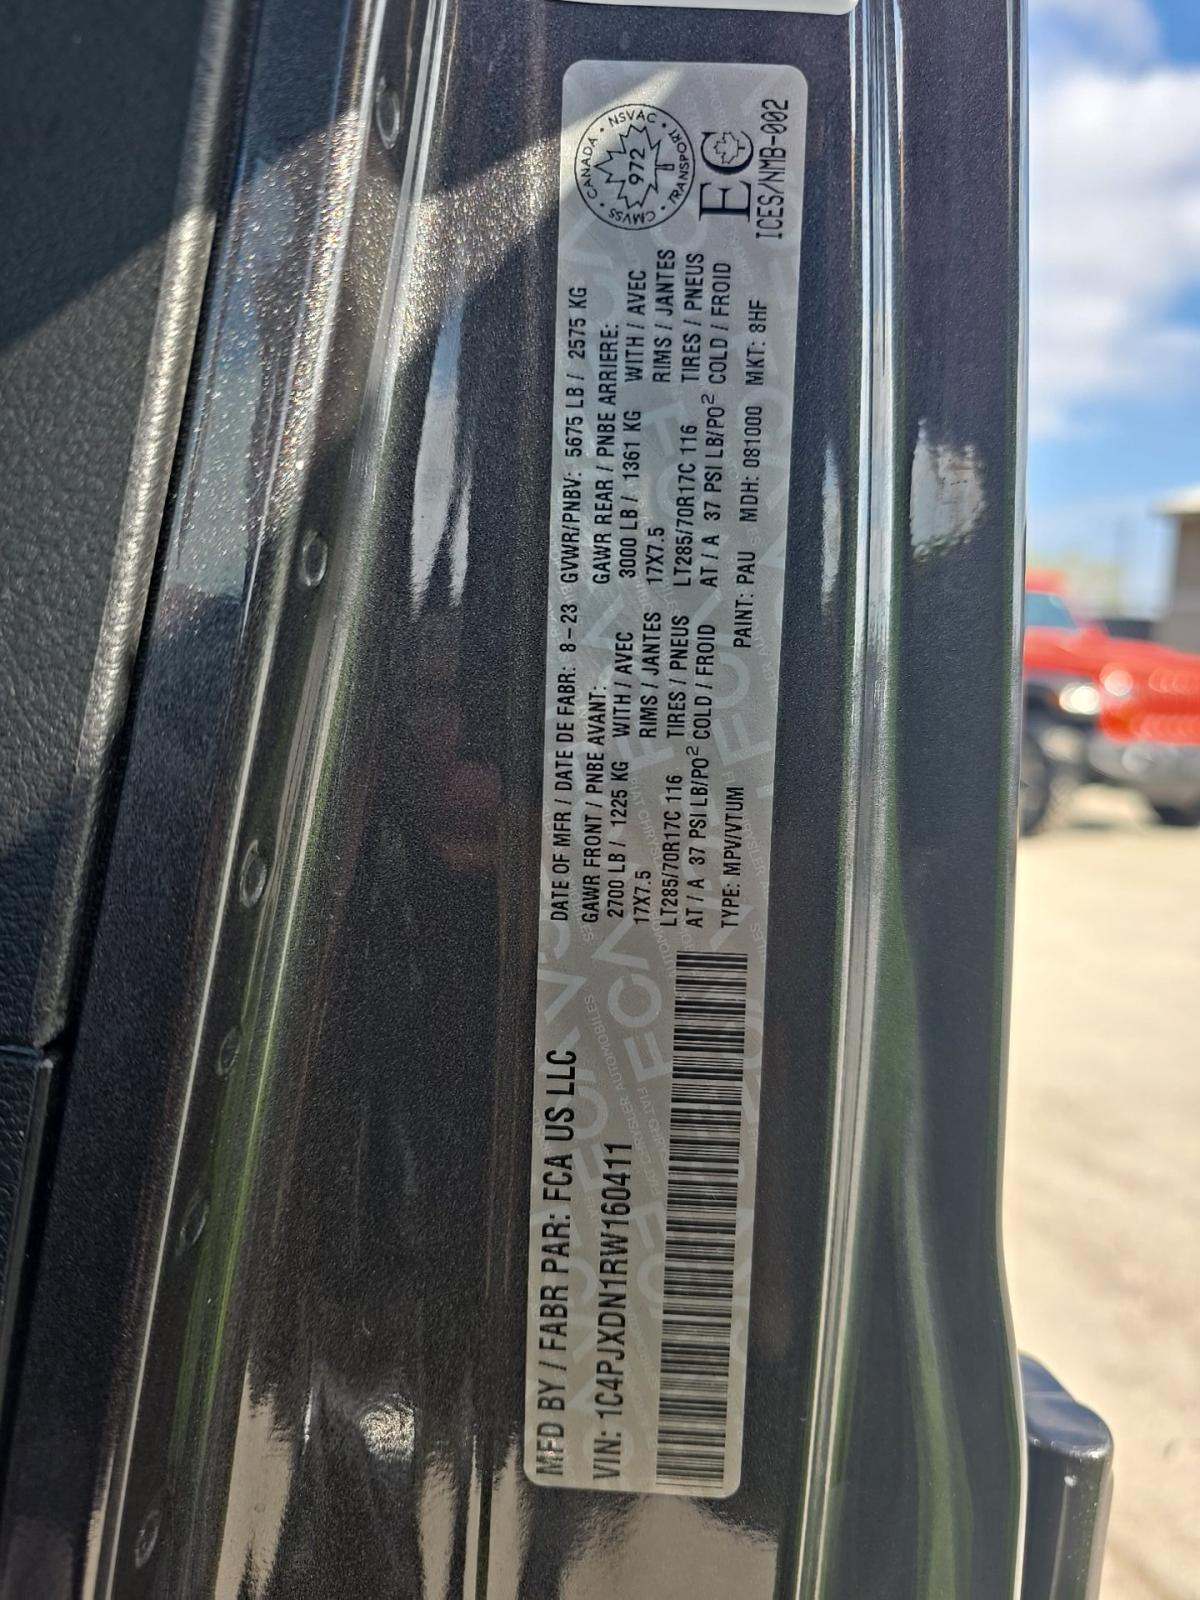 MFD BY / FABR PAR: FCA US LLC
VIN: 1C4PJXDN1RW160411
DATE OF MFR / DATE DE FABR: 8-23 GVWR/PNBV: 5675 LB / 2575 KG
GAWR FRONT / PNBE AVANT: GAWR REAR / PNBE ARRIERE:
2700 LB / 1225 KG WITH / AVEC 3000 LB / 1361 KG WITH / AVEC
17X7.5 RIMS / JANTES 17X7.5 RIMS / JANTES
LT285/70R17C 116 TIRES / PNEUS LT285/70R17C 116 TIRES / PNEUS
AT / A 37 PSI LB/PO² COLD / FROID AT / A 37 PSI LB/PO² COLD / FROID
TYPE: MPV/VTUM PAINT: PAU MDH: 081000 MKT: 8HF
CANADA • NSVAC • TRANSPORT • CMVSS •
972
EC
ICES/NMB-002